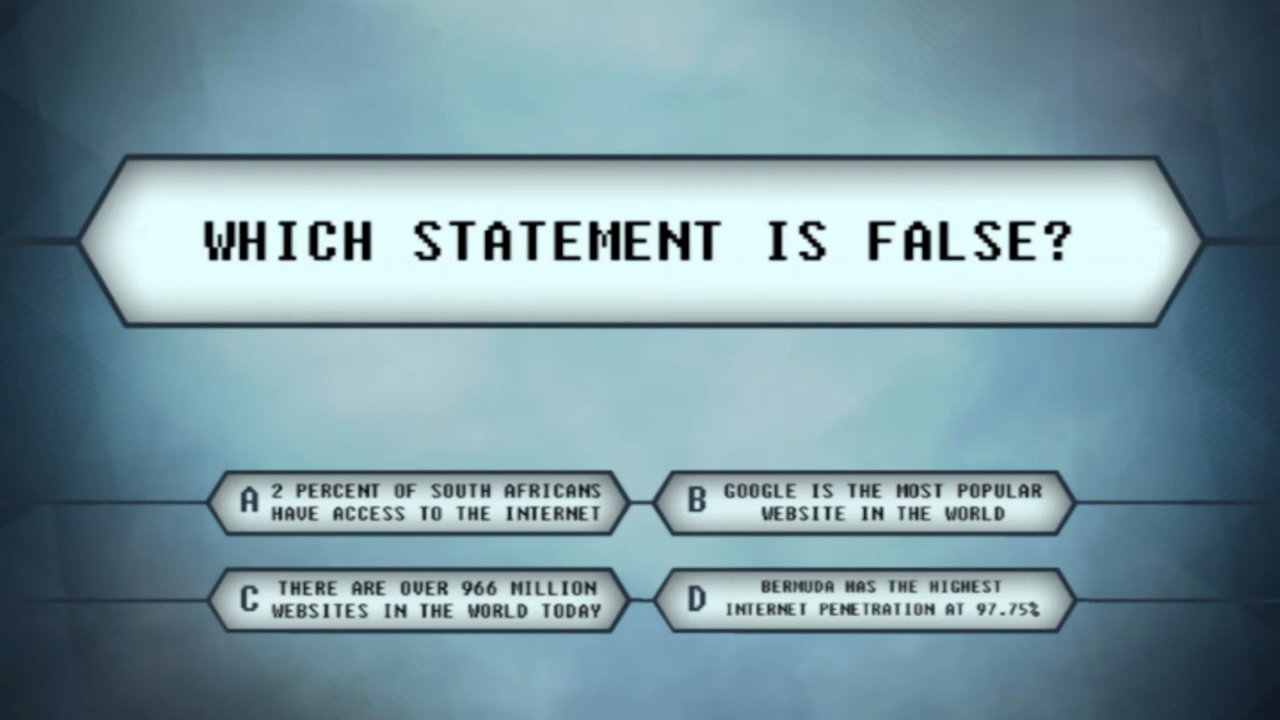 WHICH STATEMENT IS FALSE?
A 2 PERCENT OF SOUTH AFRICANS
HAVE ACCESS TO THE INTERNET
B GOOGLE IS THE MOST POPULAR
WEBSITE IN THE WORLD
C THERE ARE OVER 966 MILLION
WEBSITES IN THE WORLD TODAY
D BERMUDA HAS THE HIGHEST
INTERNET PENETRATION AT 97.75%